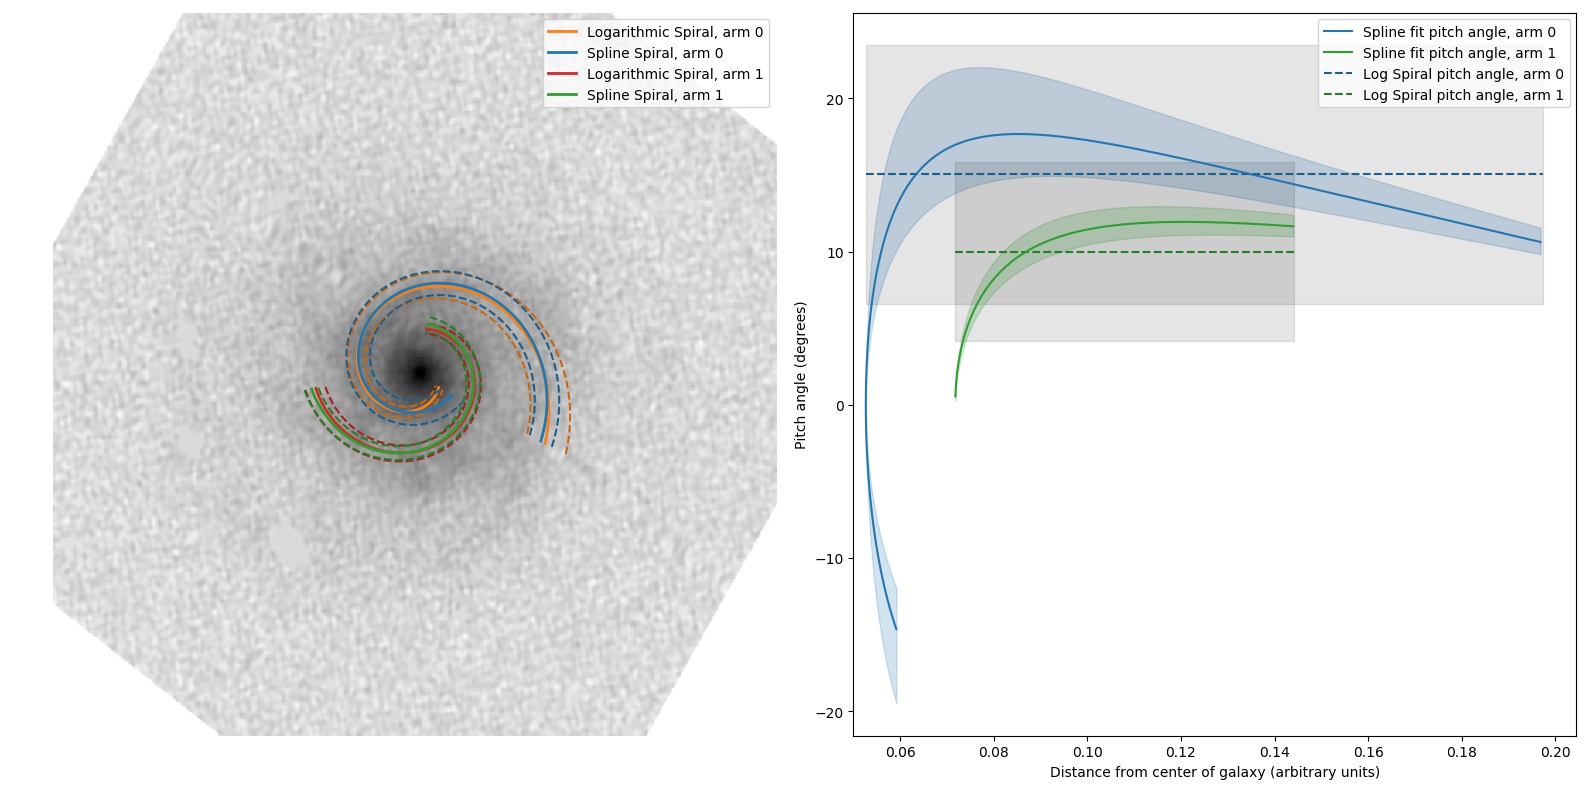 Logarithmic Spiral, arm 0
Spline Spiral, arm 0
Logarithmic Spiral, arm 1
Spline Spiral, arm 1
Spline fit pitch angle, arm 0
Spline fit pitch angle, arm 1
Log Spiral pitch angle, arm 0
Log Spiral pitch angle, arm 1
Pitch angle (degrees)
20
10
0
−10
−20
0.06 0.08 0.10 0.12 0.14 0.16 0.18 0.20
Distance from center of galaxy (arbitrary units)